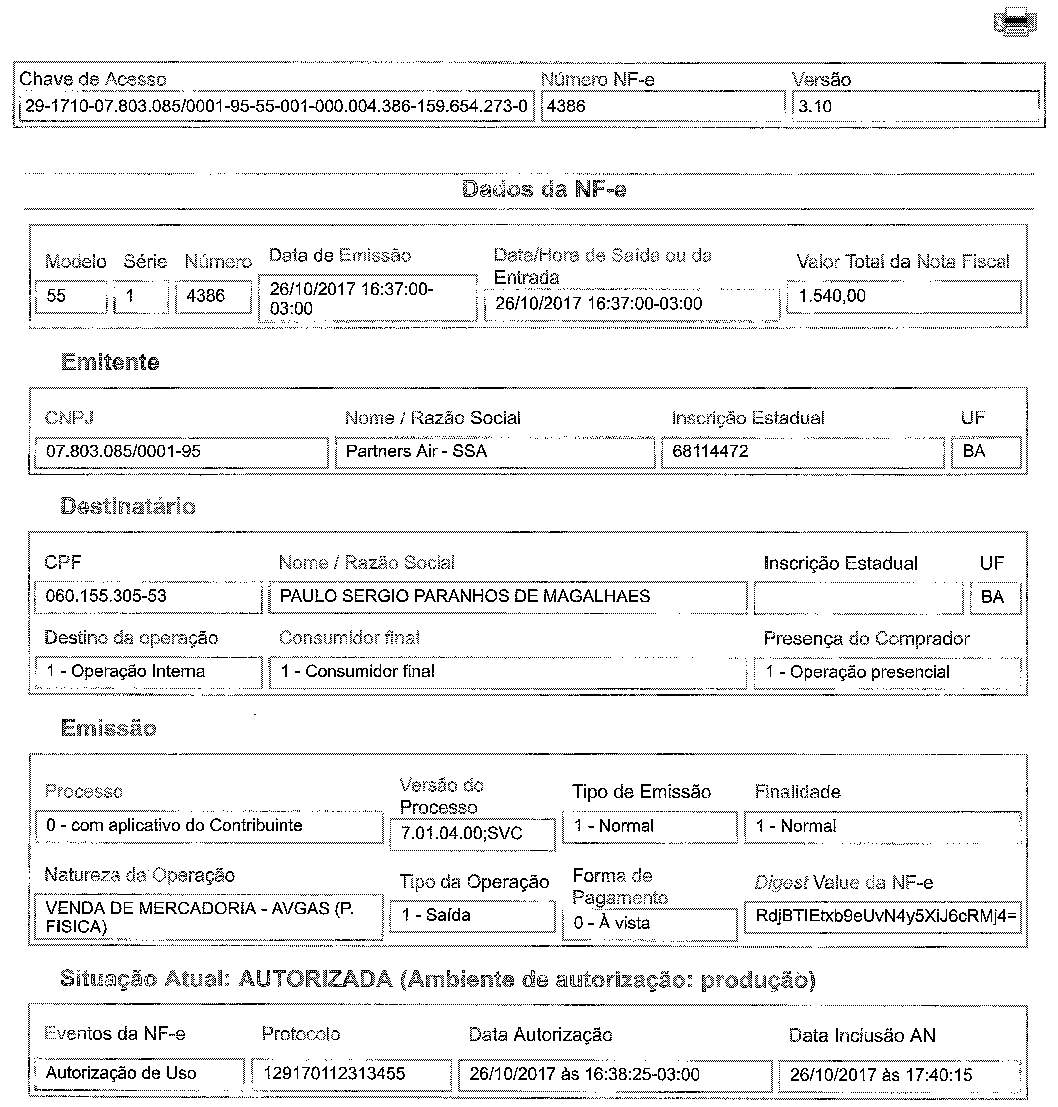 Chave de Acesso Número NF-e Versão
29-1710-07.803.085/0001-95-55-001-000.004.386-159.654.273-0 4386 3.10
Dados da NF-e
Modelo Série Número Data de Emissão Data/Hora de Saída ou da Entrada Valor Total da Nota Fiscal
55 1 4386 26/10/2017 16:37:00-03:00 26/10/2017 16:37:00-03:00 1.540,00
Emitente
CNPJ Nome / Razão Social Inscrição Estadual UF
07.803.085/0001-95 Partners Air - SSA 68114472 BA
Destinatário
CPF Nome / Razão Social Inscrição Estadual UF
060.155.305-53 PAULO SERGIO PARANHOS DE MAGALHAES BA
Destino da operação Consumidor final Presença do Comprador
1 - Operação Interna 1 - Consumidor final 1 - Operação presencial
Emissão
Processo Versão do Processo Tipo de Emissão Finalidade
0 - com aplicativo do Contribuinte 7.01.04.00;SVC 1 - Normal 1 - Normal
Natureza da Operação Tipo da Operação Forma de Pagamento Digest Value da NF-e
VENDA DE MERCADORIA - AVGAS (P. FISICA) 1 - Saída 0 - À vista RdjBTIEtxb9eUvN4y5XiJ6cRMj4=
Situação Atual: AUTORIZADA (Ambiente de autorização: produção)
Eventos da NF-e Protocolo Data Autorização Data Inclusão AN
Autorização de Uso 129170112313455 26/10/2017 às 16:38:25-03:00 26/10/2017 às 17:40:15